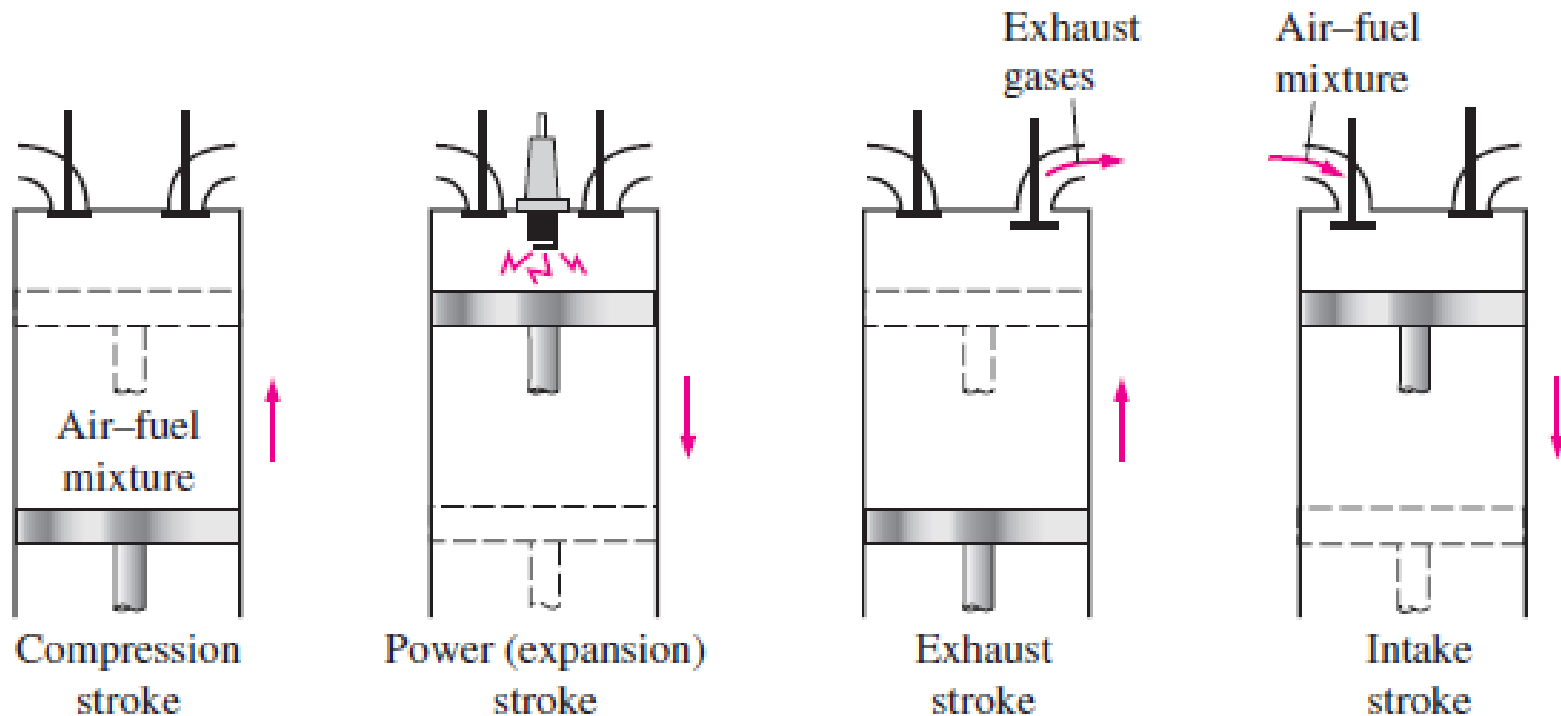 Exhaust
gases
Air–fuel
mixture
Air–fuel
mixture
Compression
stroke
Power (expansion)
stroke
Exhaust
stroke
Intake
stroke